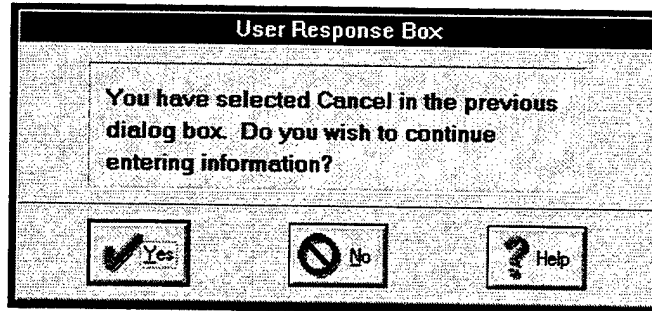 User Response Box
You have selected Cancel in the previous
dialog box. Do you wish to continue
entering information?
Yes No Help